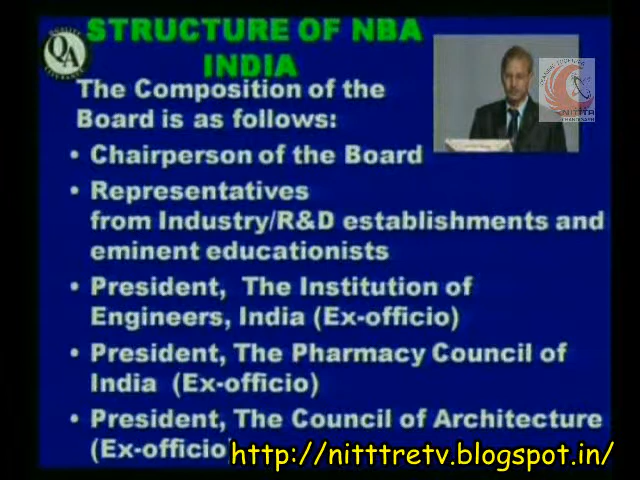 STRUCTURE OF NBA
INDIA
QA
The Composition of the
Board is as follows:
• Chairperson of the Board
• Representatives
from Industry/R&D establishments and
eminent educationists
• President, The Institution of
Engineers, India (Ex-officio)
• President, The Pharmacy Council of
India (Ex-officio)
• President, The Council of Architecture
(Ex-officio)
http://nitttretv.blogspot.in/